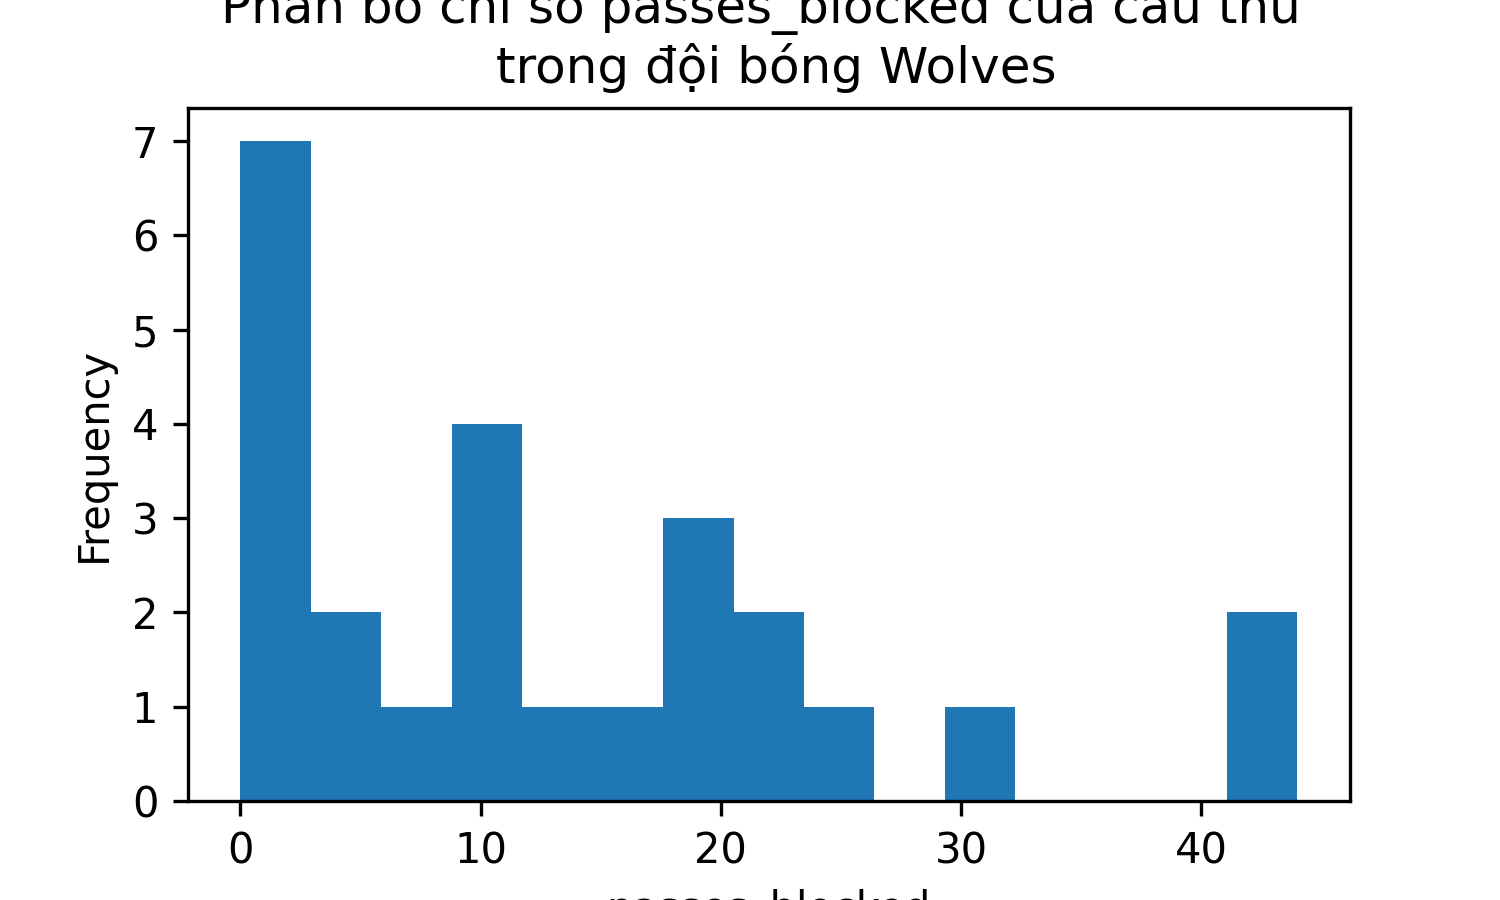 Phân bố chỉ số passes_blocked của cầu thủ
trong đội bóng Wolves
7
6
5
4
3
2
1
0
Frequency
0 10 20 30 40
passes_blocked